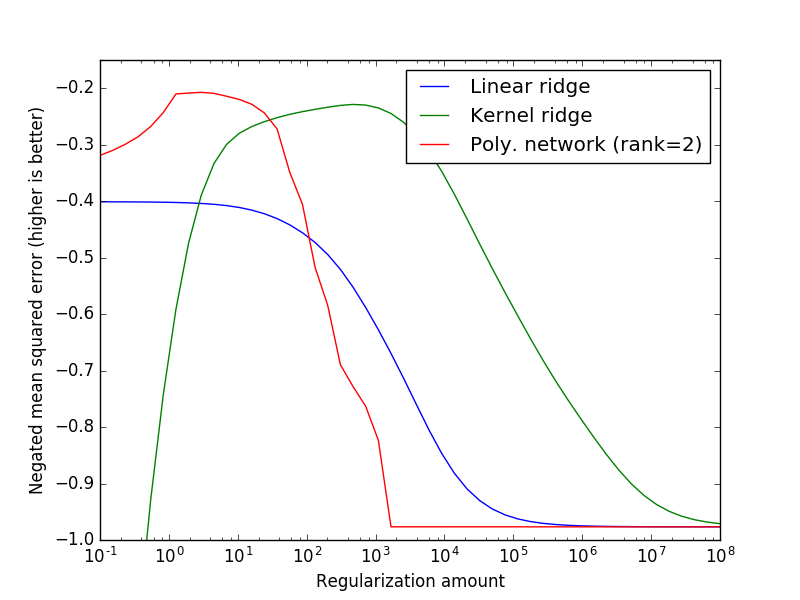 Linear ridge
Kernel ridge
Poly. network (rank=2)
Negated mean squared error (higher is better)
−0.2
−0.3
−0.4
−0.5
−0.6
−0.7
−0.8
−0.9
−1.0
10⁻¹ 10⁰ 10¹ 10² 10³ 10⁴ 10⁵ 10⁶ 10⁷ 10⁸
Regularization amount